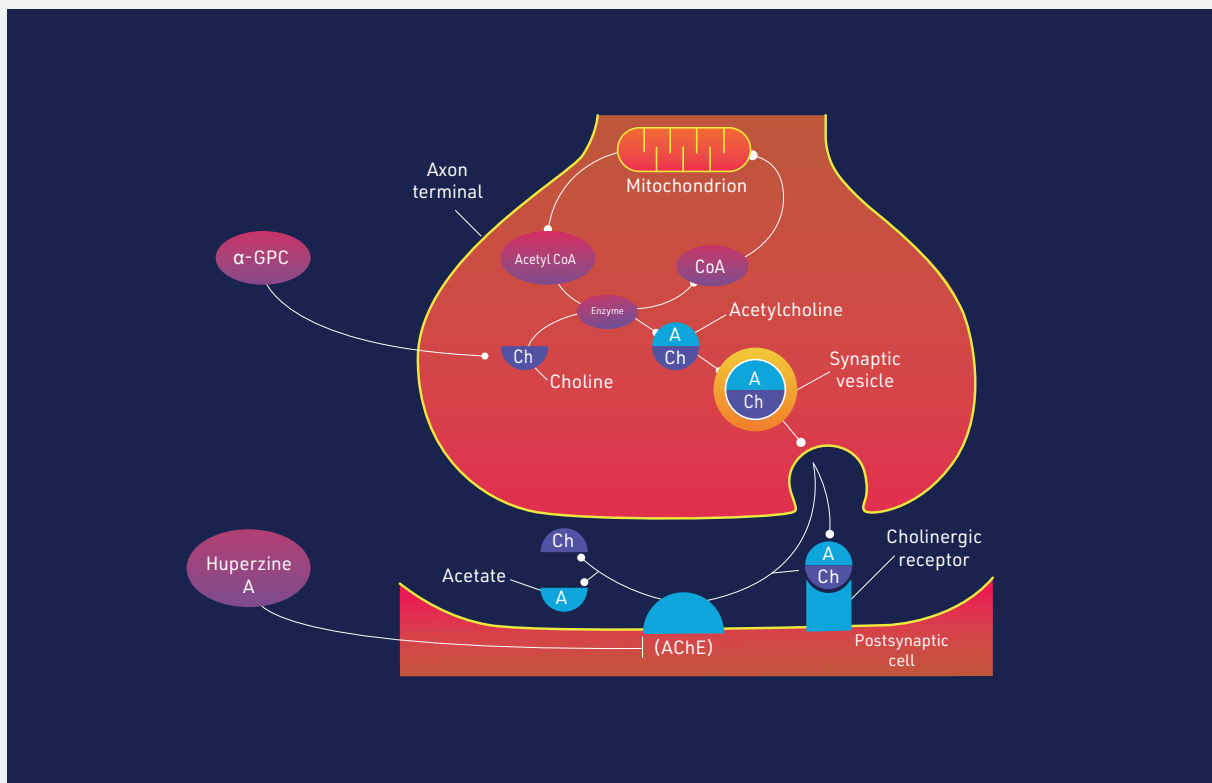 Mitochondrion
Axon
terminal
α-GPC
Acetyl CoA
CoA
Enzyme
Acetylcholine
A
Ch
Ch
Choline
Synaptic
vesicle
A
Ch
Ch
Cholinergic
receptor
A
Ch
Huperzine
A
Acetate
A
(AChE)
Postsynaptic
cell